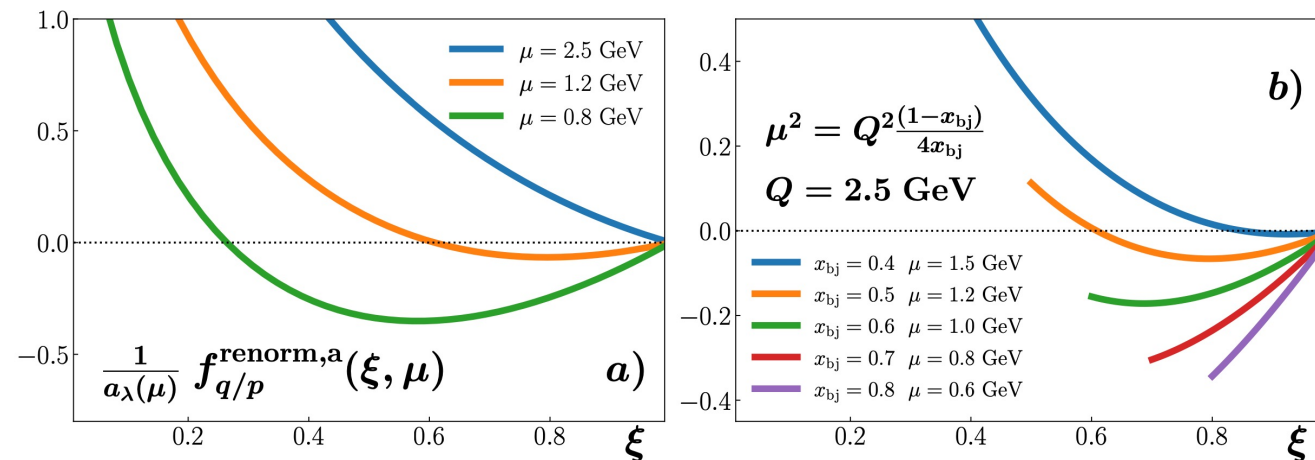 1.0
0.5
0.0
−0.5
μ = 2.5 GeV
μ = 1.2 GeV
μ = 0.8 GeV
1/a_λ(μ) f_{q/p}^{renorm,a}(ξ, μ)
a)
0.2 0.4 0.6 0.8 ξ
0.4
0.2
0.0
−0.2
−0.4
b)
μ² = Q² (1−x_bj)/4x_bj
Q = 2.5 GeV
x_bj = 0.4 μ = 1.5 GeV
x_bj = 0.5 μ = 1.2 GeV
x_bj = 0.6 μ = 1.0 GeV
x_bj = 0.7 μ = 0.8 GeV
x_bj = 0.8 μ = 0.6 GeV
0.2 0.4 0.6 0.8 ξ